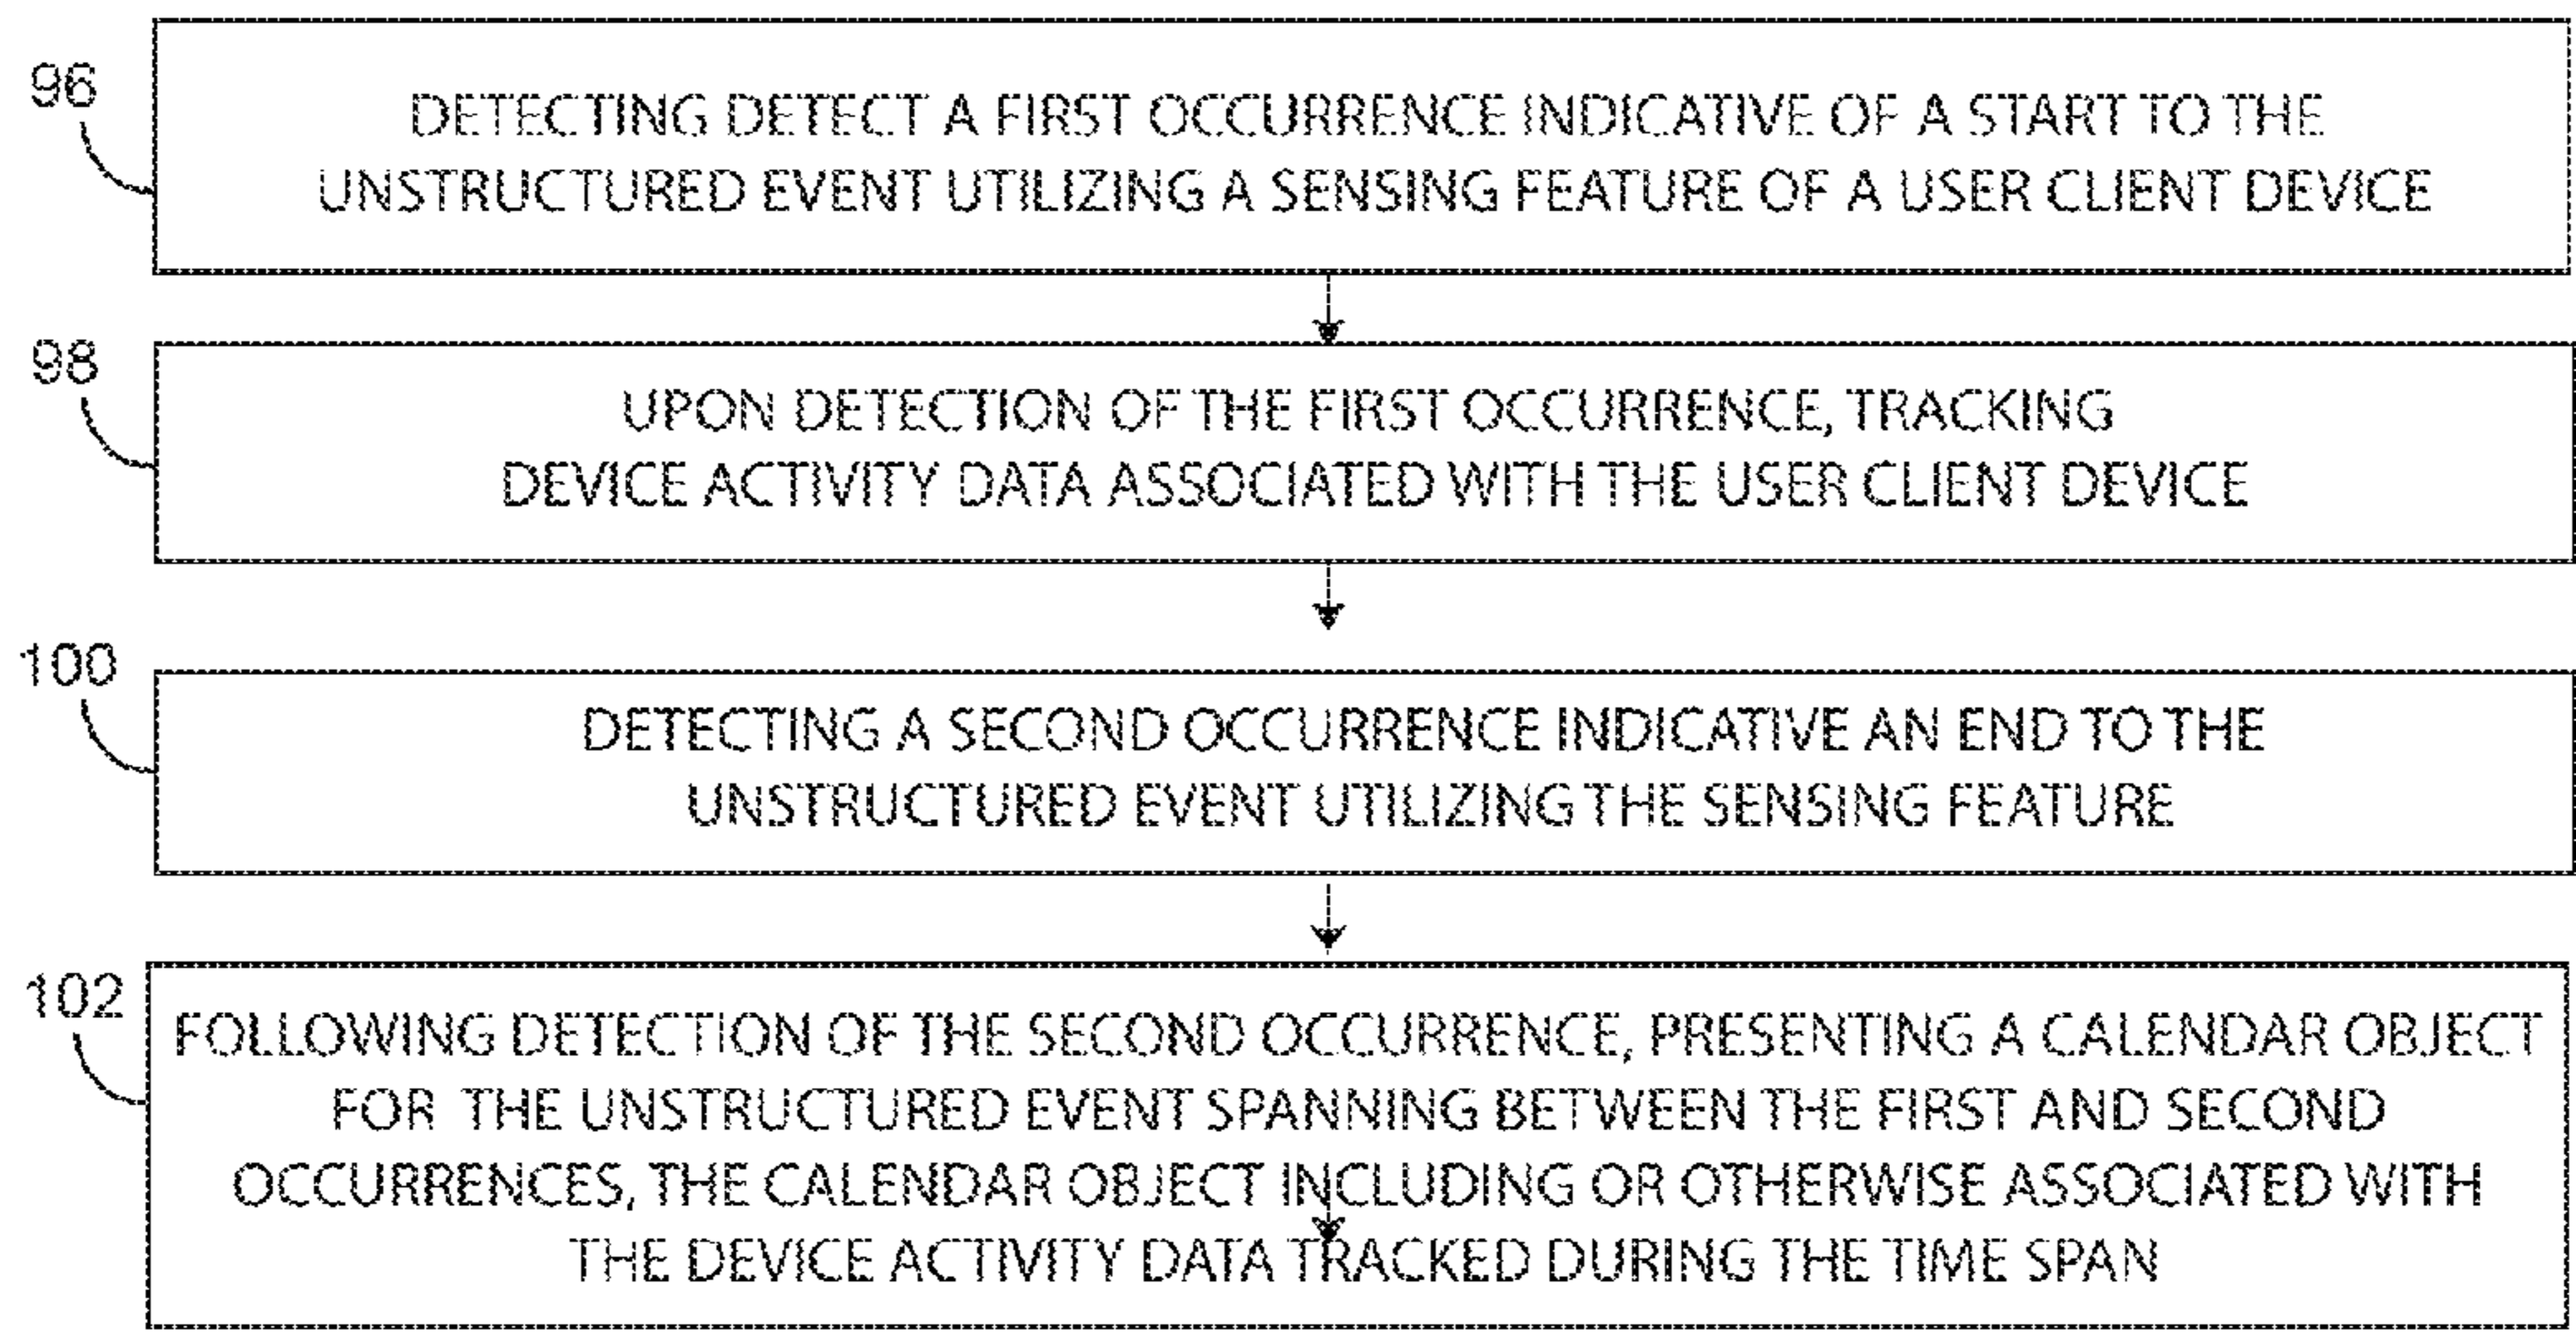 96
DETECTING DETECT A FIRST OCCURRENCE INDICATIVE OF A START TO THE
UNSTRUCTURED EVENT UTILIZING A SENSING FEATURE OF A USER CLIENT DEVICE
98
UPON DETECTION OF THE FIRST OCCURRENCE, TRACKING
DEVICE ACTIVITY DATA ASSOCIATED WITH THE USER CLIENT DEVICE
100
DETECTING A SECOND OCCURRENCE INDICATIVE AN END TO THE
UNSTRUCTURED EVENT UTILIZING THE SENSING FEATURE
102
FOLLOWING DETECTION OF THE SECOND OCCURRENCE, PRESENTING A CALENDAR OBJECT
FOR THE UNSTRUCTURED EVENT SPANNING BETWEEN THE FIRST AND SECOND
OCCURRENCES, THE CALENDAR OBJECT INCLUDING OR OTHERWISE ASSOCIATED WITH
THE DEVICE ACTIVITY DATA TRACKED DURING THE TIME SPAN